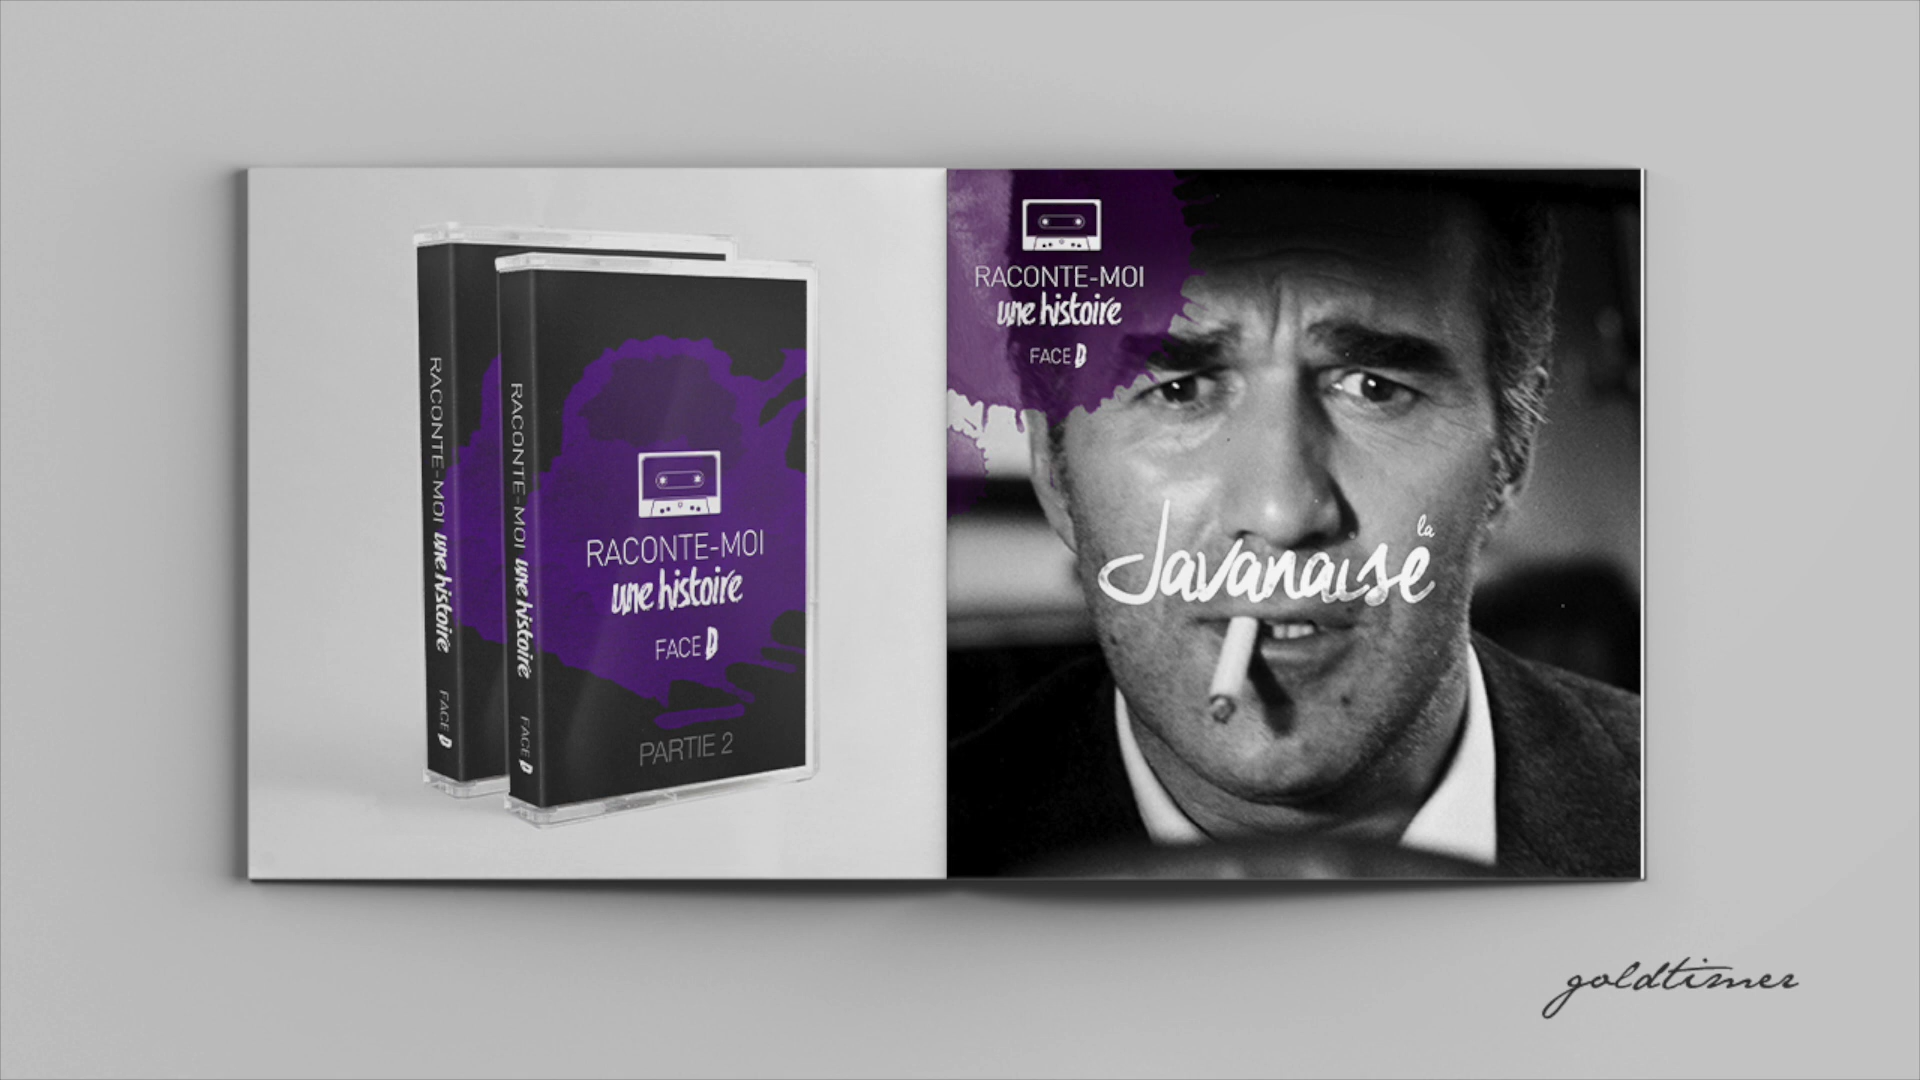 RACONTE-MOI une histoire FACE D
RACONTE-MOI une histoire FACE D
RACONTE-MOI
une histoire
FACE D
PARTIE 2
RACONTE-MOI
une histoire
FACE D
la
Javanaise
goldtimer